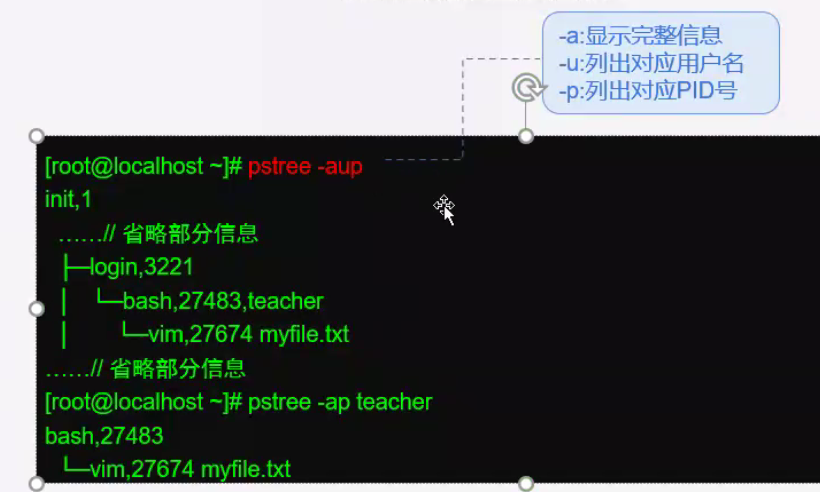 -a:显示完整信息
-u:列出对应用户名
-p:列出对应PID号
[root@localhost ~]# pstree -aup
init,1
……// 省略部分信息
├─login,3221
│ └─bash,27483,teacher
│ └─vim,27674 myfile.txt
……// 省略部分信息
[root@localhost ~]# pstree -ap teacher
bash,27483
└─vim,27674 myfile.txt